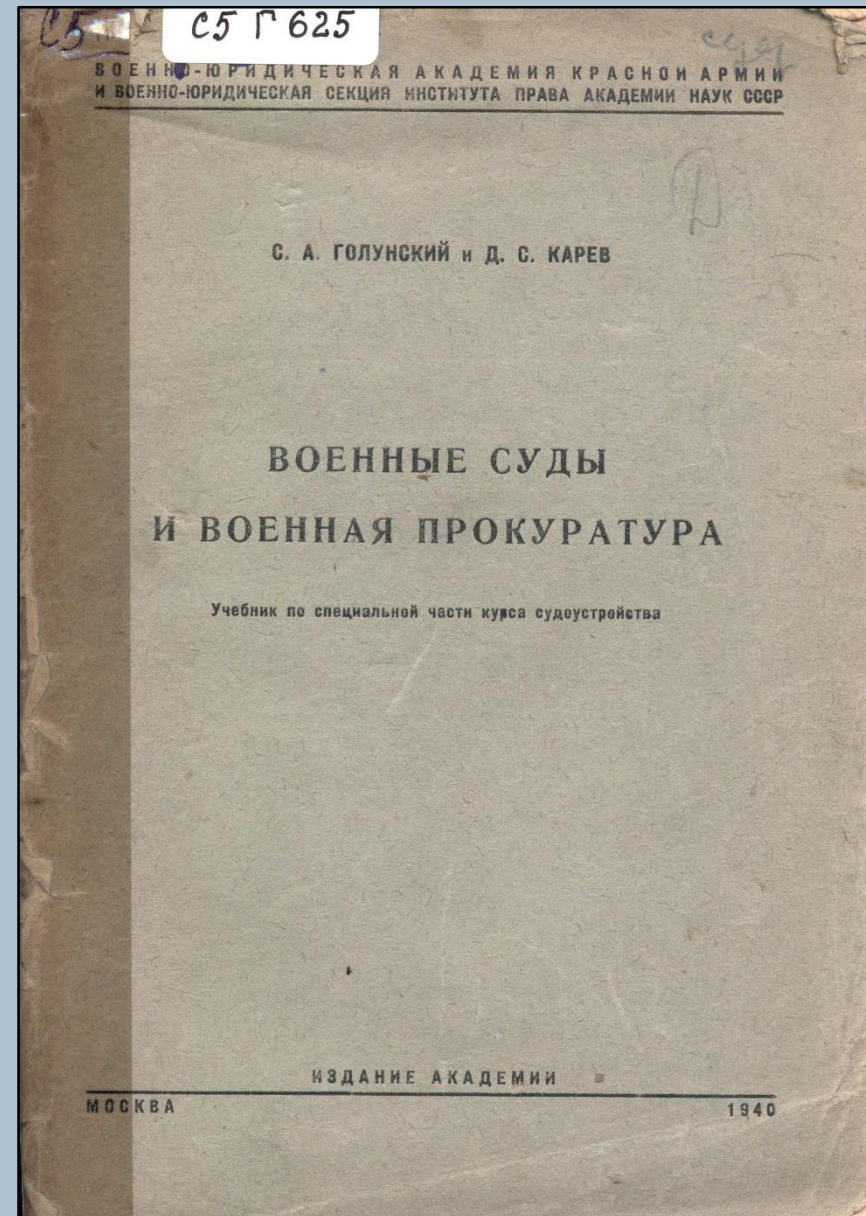 С5
С5 Г 625
ВОЕННО-ЮРИДИЧЕСКАЯ АКАДЕМИЯ КРАСНОЙ АРМИИ
И ВОЕННО-ЮРИДИЧЕСКАЯ СЕКЦИЯ ИНСТИТУТА ПРАВА АКАДЕМИИ НАУК СССР
С. А. ГОЛУНСКИЙ и Д. С. КАРЕВ
ВОЕННЫЕ СУДЫ
И ВОЕННАЯ ПРОКУРАТУРА
Учебник по специальной части курса судоустройства
ИЗДАНИЕ АКАДЕМИИ
МОСКВА 1940